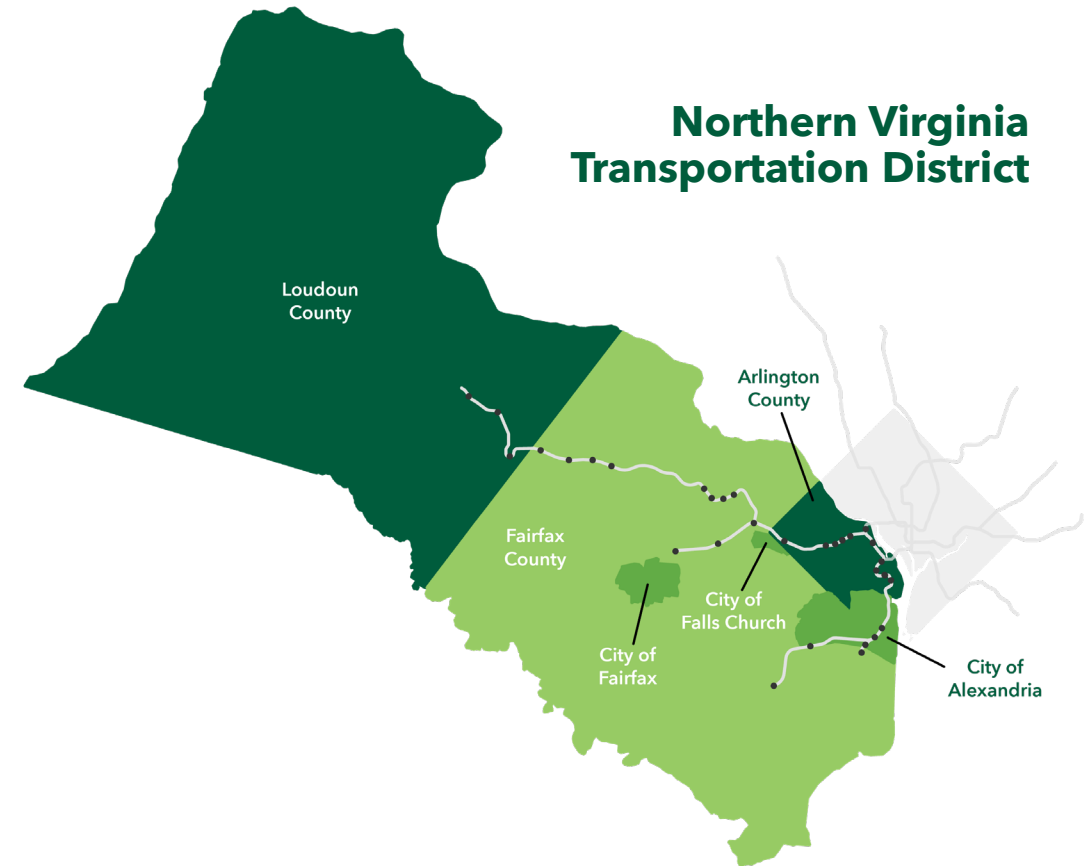 Northern Virginia
Transportation District
Loudoun
County
Arlington
County
Fairfax
County
City of
Falls Church
City of
Fairfax
City of
Alexandria